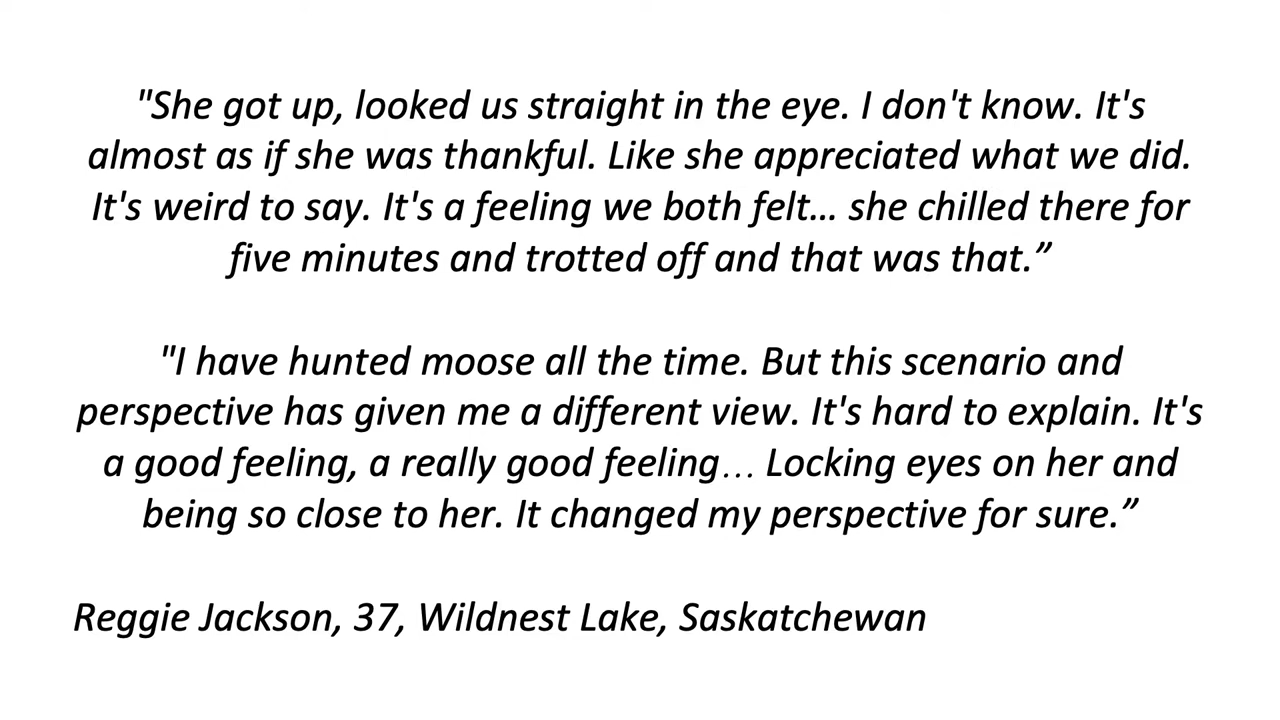 "She got up, looked us straight in the eye. I don't know. It's
almost as if she was thankful. Like she appreciated what we did.
It's weird to say. It's a feeling we both felt… she chilled there for
five minutes and trotted off and that was that.”
"I have hunted moose all the time. But this scenario and
perspective has given me a different view. It's hard to explain. It's
a good feeling, a really good feeling… Locking eyes on her and
being so close to her. It changed my perspective for sure.”
Reggie Jackson, 37, Wildnest Lake, Saskatchewan